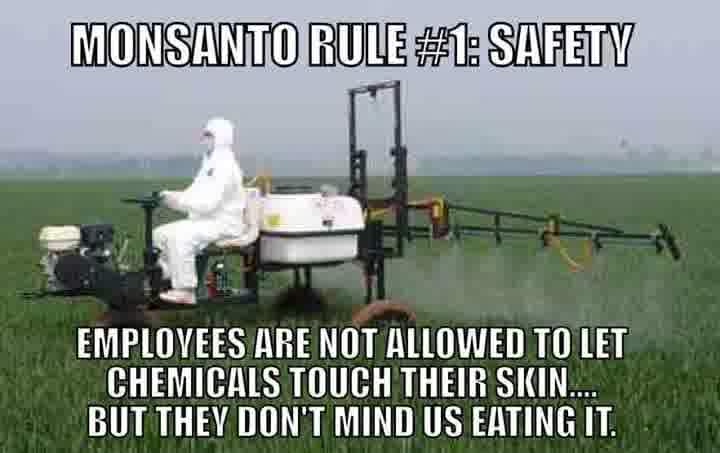 MONSANTO RULE #1: SAFETY
EMPLOYEES ARE NOT ALLOWED TO LET
CHEMICALS TOUCH THEIR SKIN....
BUT THEY DON'T MIND US EATING IT.